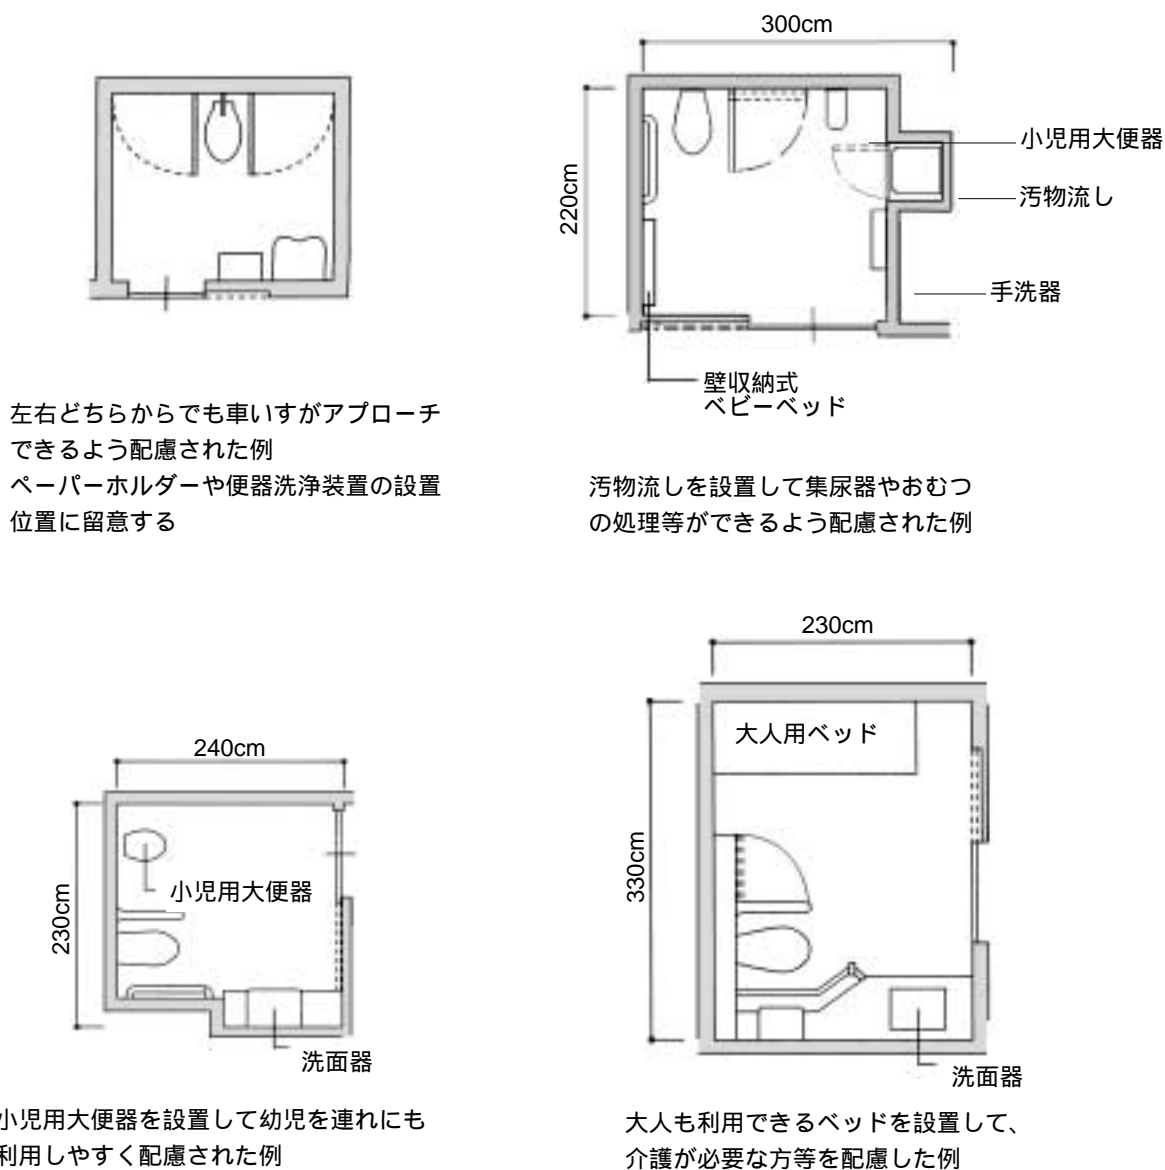 300cm
220cm
小児用大便器
汚物流し
手洗器
壁収納式
ベビーベッド
左右どちらからでも車いすがアプローチ
できるよう配慮された例
ペーパーホルダーや便器洗浄装置の設置
位置に留意する
汚物流しを設置して集尿器やおむつ
の処理等ができるよう配慮された例
240cm
230cm
小児用大便器
洗面器
小児用大便器を設置して幼児を連れにも
利用しやすく配慮された例
230cm
330cm
大人用ベッド
洗面器
大人も利用できるベッドを設置して、
介護が必要な方等を配慮した例